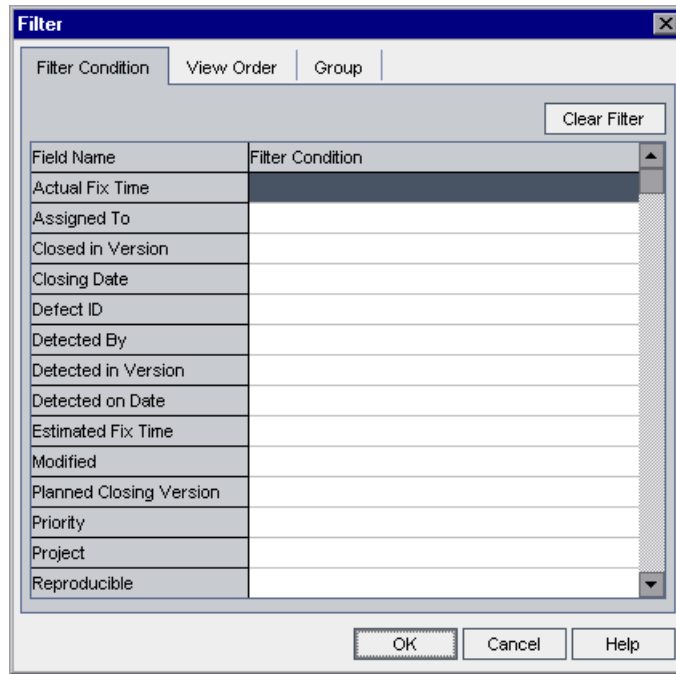 Filter
Filter Condition View Order Group
Clear Filter
Field Name Filter Condition
Actual Fix Time
Assigned To
Closed in Version
Closing Date
Defect ID
Detected By
Detected in Version
Detected on Date
Estimated Fix Time
Modified
Planned Closing Version
Priority
Project
Reproducible
OK Cancel Help